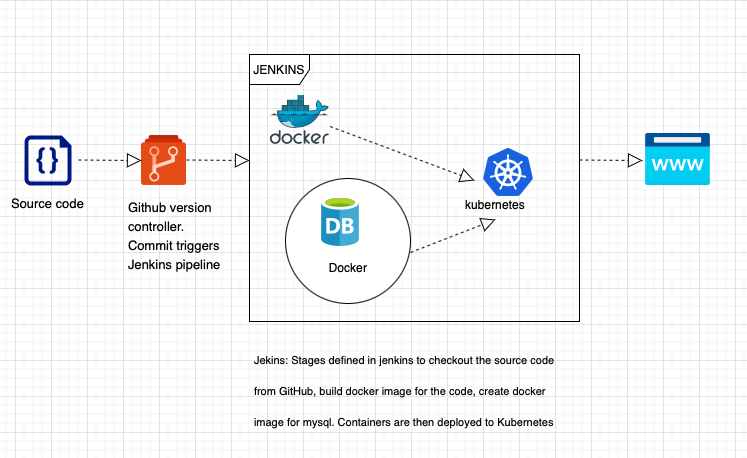 JENKINS
docker
{}
Source code
Github version
controller.
Commit triggers
Jenkins pipeline
DB
Docker
kubernetes
www
Jekins: Stages defined in jenkins to checkout the source code
from GitHub, build docker image for the code, create docker
image for mysql. Containers are then deployed to Kubernetes